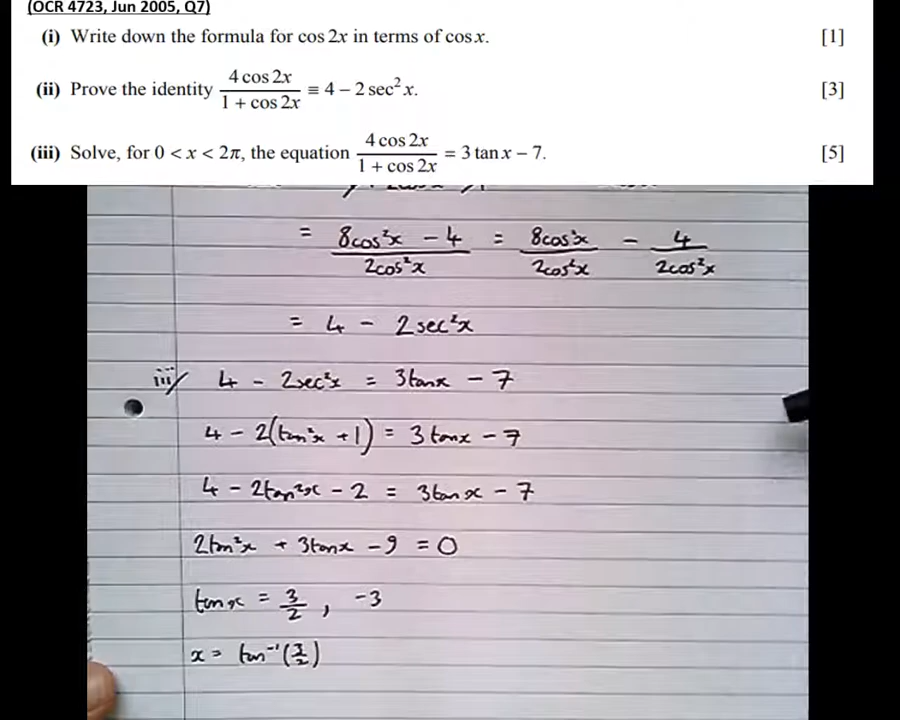 (OCR 4723, Jun 2005, Q7)
(i) Write down the formula for cos 2x in terms of cos x. [1]
(ii) Prove the identity 4 cos 2x / 1 + cos 2x ≡ 4 − 2 sec² x. [3]
(iii) Solve, for 0 < x < 2π, the equation 4 cos 2x / 1 + cos 2x = 3 tan x − 7. [5]
= 8cos²x − 4 / 2cos²x = 8cos²x / 2cos²x − 4 / 2cos²x
= 4 − 2sec²x
iii/ 4 − 2sec²x = 3tanx − 7
4 − 2(tan²x + 1) = 3tanx − 7
4 − 2tan²x − 2 = 3tanx − 7
2tan²x + 3tanx − 9 = 0
tanx = 3/2 , −3
x = tan⁻¹(3/2)